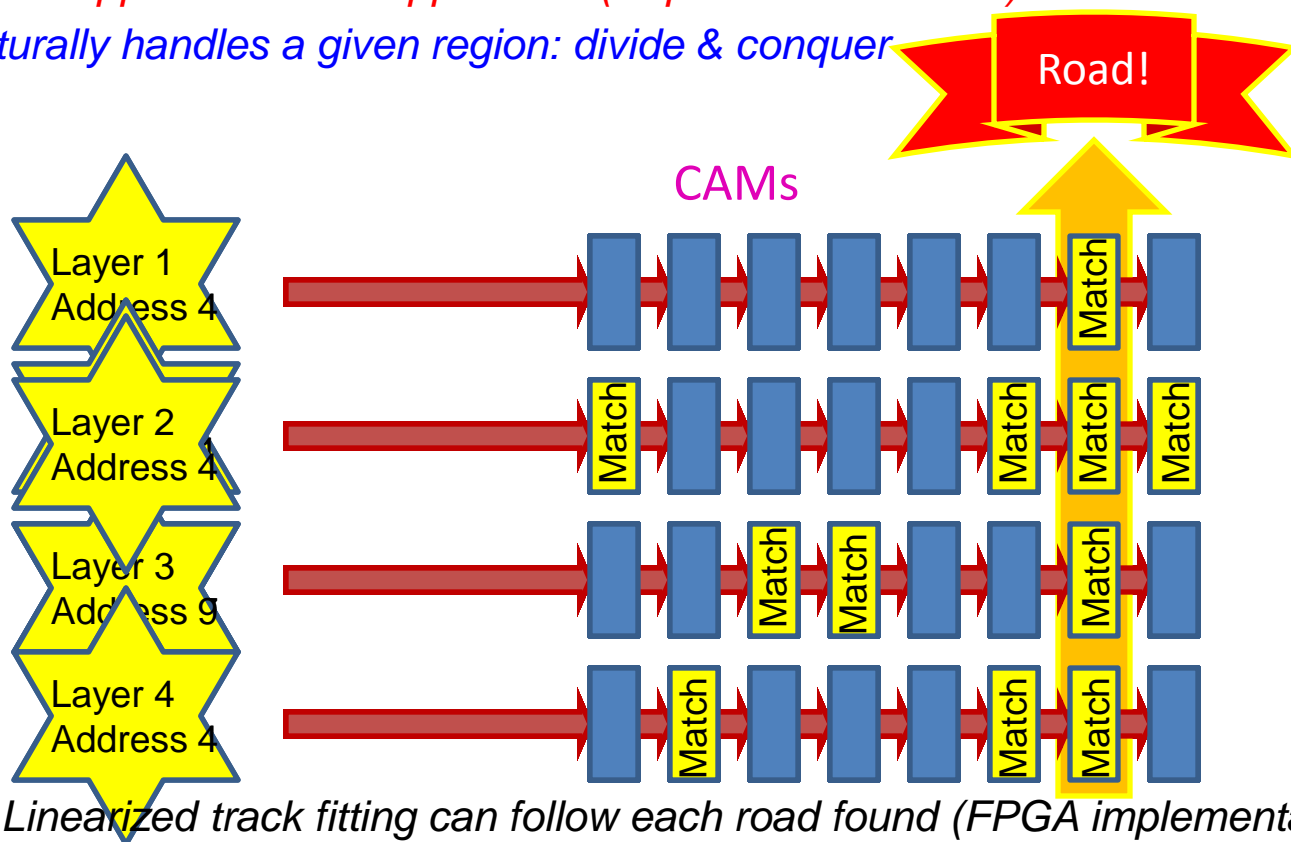 turally handles a given region: divide & conquer
Road!
CAMs
Layer 1
Address 4
Match
Layer 2
Address 4
Match
Match
Match
Match
Layer 3
Address 9
Match
Match
Match
Layer 4
Address 4
Match
Match
Match
Linearized track fitting can follow each road found (FPGA implementa